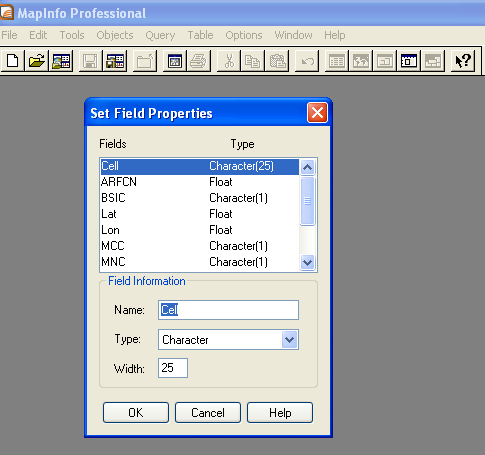 MapInfo Professional
File Edit Tools Objects Query Table Options Window Help
Set Field Properties
Fields Type
Cell Character(25)
ARFCN Float
BSIC Character(1)
Lat Float
Lon Float
MCC Character(1)
MNC Character(1)
Field Information
Name: Cell
Type: Character
Width: 25
OK Cancel Help